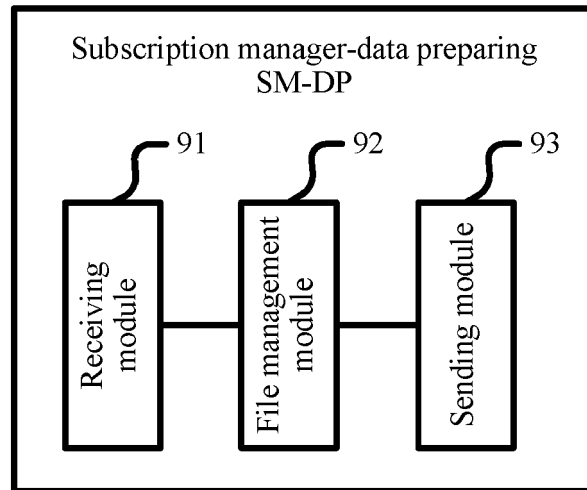 Subscription manager-data preparing
SM-DP
91
92
93
Receiving
module
File management
module
Sending module